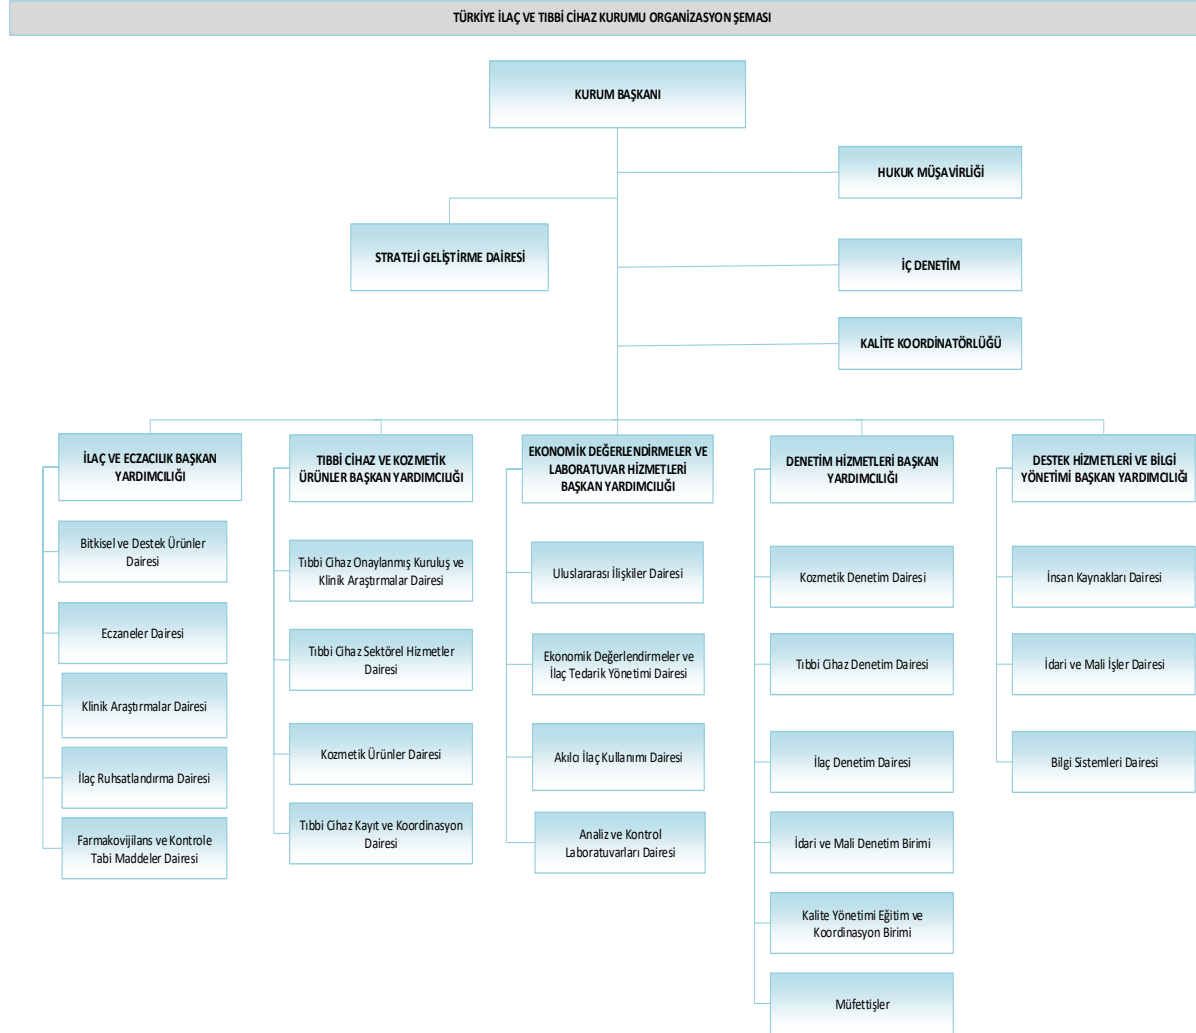 TÜRKİYE İLAÇ VE TIBBİ CİHAZ KURUMU ORGANİZASYON ŞEMASI
KURUM BAŞKANI
HUKUK MÜŞAVİRLİĞİ
STRATEJİ GELİŞTİRME DAİRESİ
İÇ DENETİM
KALİTE KOORDİNATÖRLÜĞÜ
İLAÇ VE ECZACILIK BAŞKAN
YARDIMCILIĞI
Bitkisel ve Destek Ürünler
Dairesi
Eczaneler Dairesi
Klinik Araştırmalar Dairesi
İlaç Ruhsatlandırma Dairesi
Farmakovijilans ve Kontrole
Tabi Maddeler Dairesi
TIBBİ CİHAZ VE KOZMETİK
ÜRÜNLER BAŞKAN YARDIMCILIĞI
Tıbbi Cihaz Onaylanmış Kuruluş ve
Klinik Araştırmalar Dairesi
Tıbbi Cihaz Sektörel Hizmetler
Dairesi
Kozmetik Ürünler Dairesi
Tıbbi Cihaz Kayıt ve Koordinasyon
Dairesi
EKONOMİK DEĞERLENDİRMELER VE
LABORATUVAR HİZMETLERİ
BAŞKAN YARDIMCILIĞI
Uluslararası İlişkiler Dairesi
Ekonomik Değerlendirmeler ve
İlaç Tedarik Yönetimi Dairesi
Akılcı İlaç Kullanımı Dairesi
Analiz ve Kontrol
Laboratuvarları Dairesi
DENETİM HİZMETLERİ BAŞKAN
YARDIMCILIĞI
Kozmetik Denetim Dairesi
Tıbbi Cihaz Denetim Dairesi
İlaç Denetim Dairesi
İdari ve Mali Denetim Birimi
Kalite Yönetimi Eğitim ve
Koordinasyon Birimi
Müfettişler
DESTEK HİZMETLERİ VE BİLGİ
YÖNETİMİ BAŞKAN YARDIMCILIĞI
İnsan Kaynakları Dairesi
İdari ve Mali İşler Dairesi
Bilgi Sistemleri Dairesi